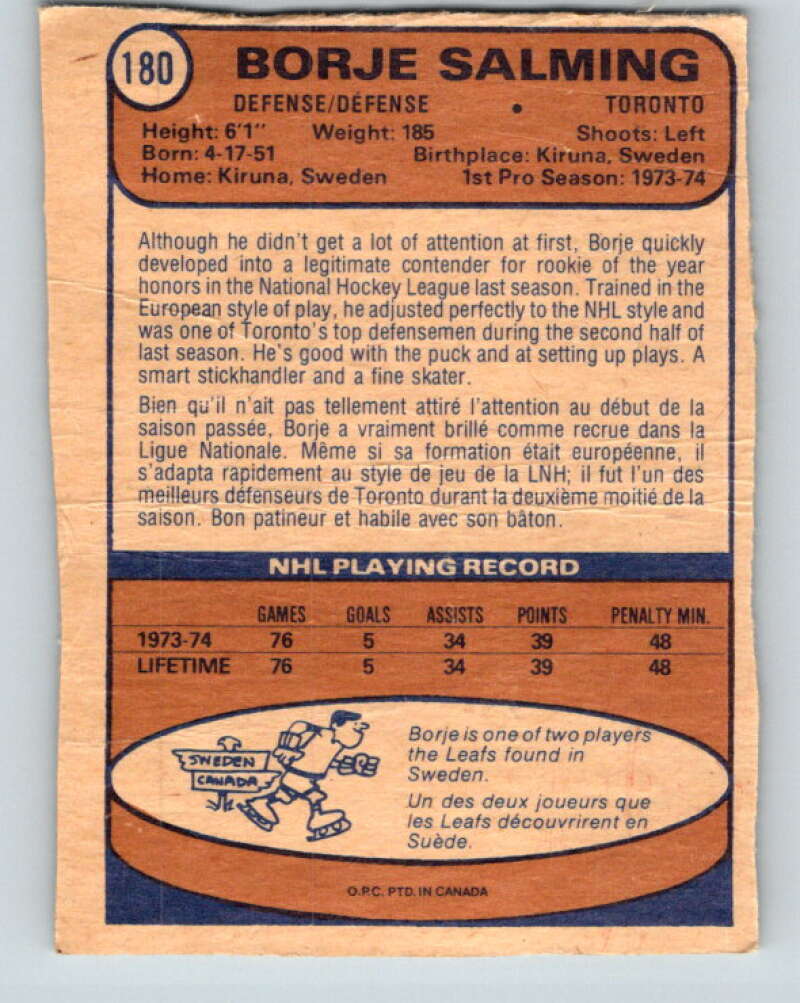 180
BORJE SALMING
DEFENSE/DÉFENSE • TORONTO
Height: 6'1" Weight: 185 Shoots: Left
Born: 4-17-51 Birthplace: Kiruna, Sweden
Home: Kiruna, Sweden 1st Pro Season: 1973-74
Although he didn't get a lot of attention at first, Borje quickly
developed into a legitimate contender for rookie of the year
honors in the National Hockey League last season. Trained in the
European style of play, he adjusted perfectly to the NHL style and
was one of Toronto's top defensemen during the second half of
last season. He's good with the puck and at setting up plays. A
smart stickhandler and a fine skater.
Bien qu'il n'ait pas tellement attiré l'attention au début de la
saison passée, Borje a vraiment brillé comme recrue dans la
Ligue Nationale. Même si sa formation était européenne, il
s'adapta rapidement au style de jeu de la LNH; il fut l'un des
meilleurs défenseurs de Toronto durant la deuxième moitié de la
saison. Bon patineur et habile avec son bâton.
NHL PLAYING RECORD
GAMES GOALS ASSISTS POINTS PENALTY MIN.
1973-74 76 5 34 39 48
LIFETIME 76 5 34 39 48
SWEDEN
CANADA
Borje is one of two players
the Leafs found in
Sweden.
Un des deux joueurs que
les Leafs découvrirent en
Suède.
O.P.C. PTD. IN CANADA